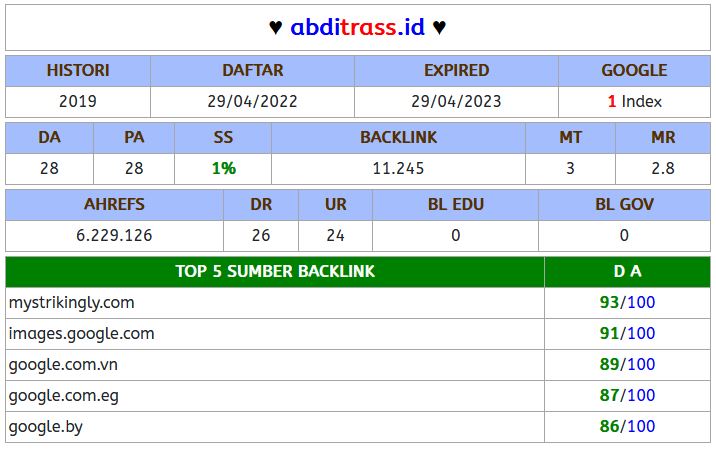 ♥ abditrass.id ♥
HISTORI DAFTAR EXPIRED GOOGLE
2019 29/04/2022 29/04/2023 1 Index
DA PA SS BACKLINK MT MR
28 28 1% 11.245 3 2.8
AHREFS DR UR BL EDU BL GOV
6.229.126 26 24 0 0
TOP 5 SUMBER BACKLINK D A
mystrikingly.com 93/100
images.google.com 91/100
google.com.vn 89/100
google.com.eg 87/100
google.by 86/100